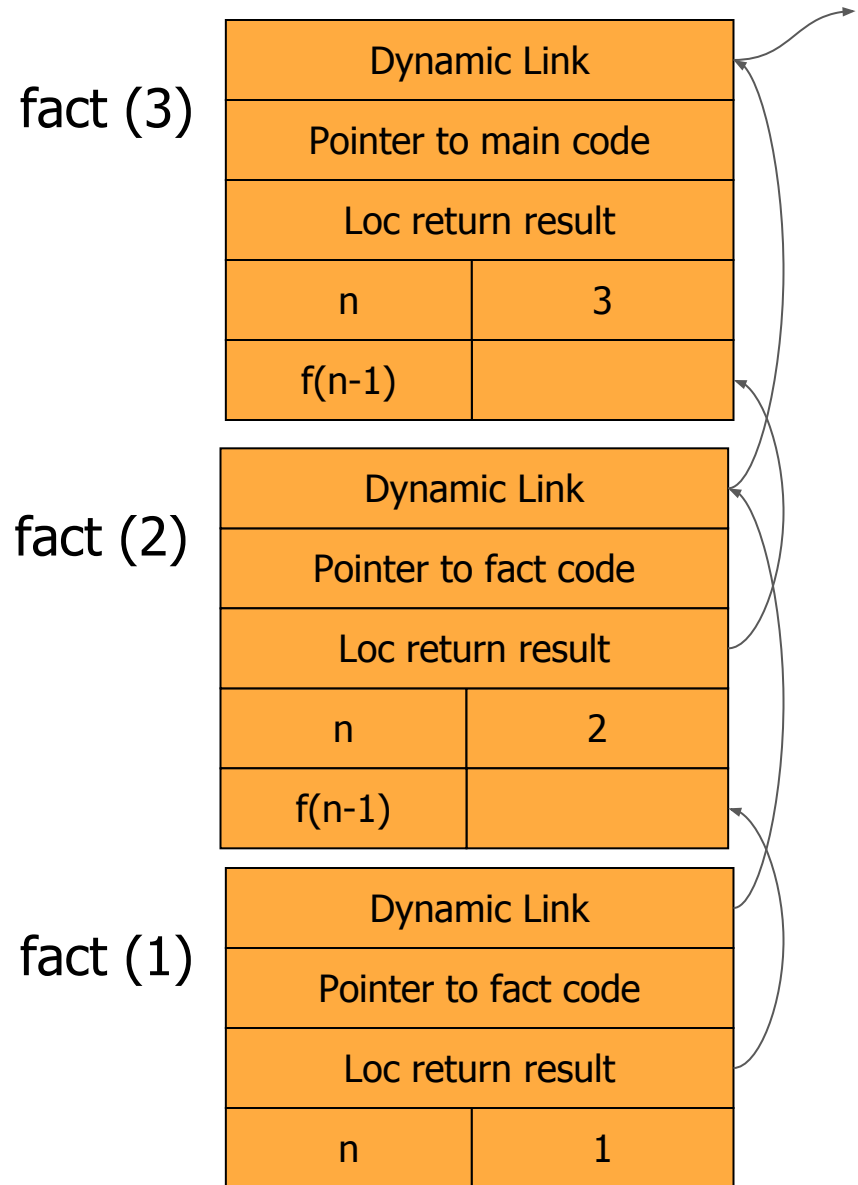 fact (3)
Dynamic Link
Pointer to main code
Loc return result
n 3
f(n-1)
fact (2)
Dynamic Link
Pointer to fact code
Loc return result
n 2
f(n-1)
fact (1)
Dynamic Link
Pointer to fact code
Loc return result
n 1